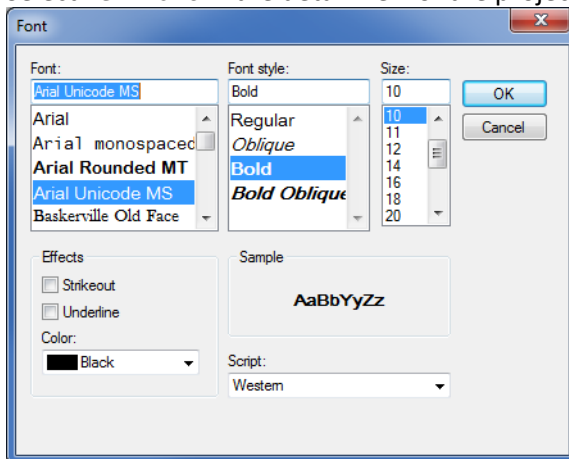 Font
Font:
Font style:
Size:
Arial Unicode MS
Bold
10
OK
Arial
Regular
10
Cancel
Arial monospaced
Oblique
11
12
Arial Rounded MT
Bold
14
Arial Unicode MS
Bold Oblique
16
18
Baskerville Old Face
20
Effects
Sample
Strikeout
AaBbYyZz
Underline
Color:
Black
Script:
Western